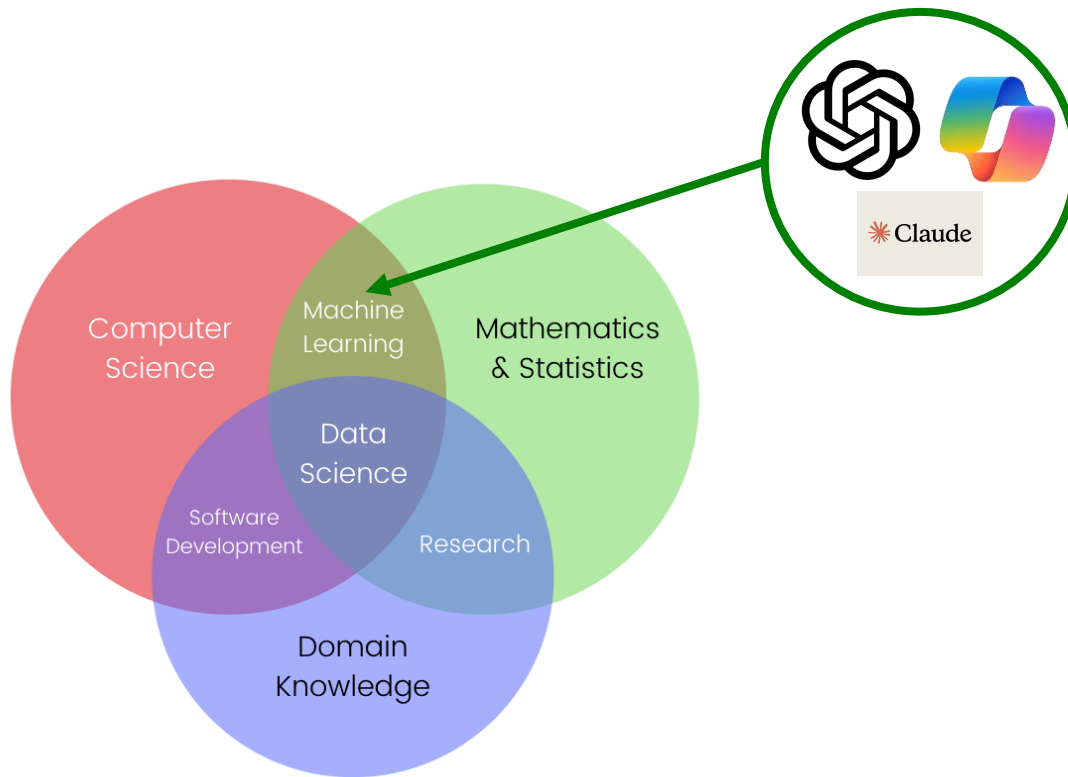 Claude
Computer
Science
Machine
Learning
Mathematics
& Statistics
Data
Science
Software
Development
Research
Domain
Knowledge